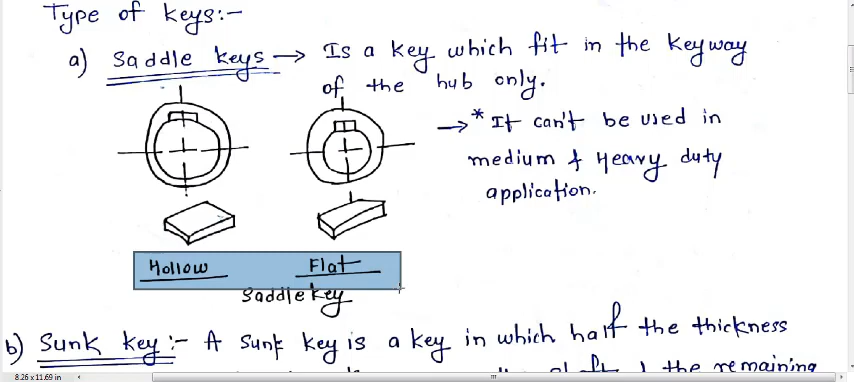 Type of keys:-
a) Saddle keys → Is a key which fit in the keyway
of the hub only.
→ * It can't be used in
medium & Heavy duty
application.
Hollow Flat
Saddle key
b) Sunk key :- A sunk key is a key in which half the thickness
the remaining
8.26 x 11.69 in